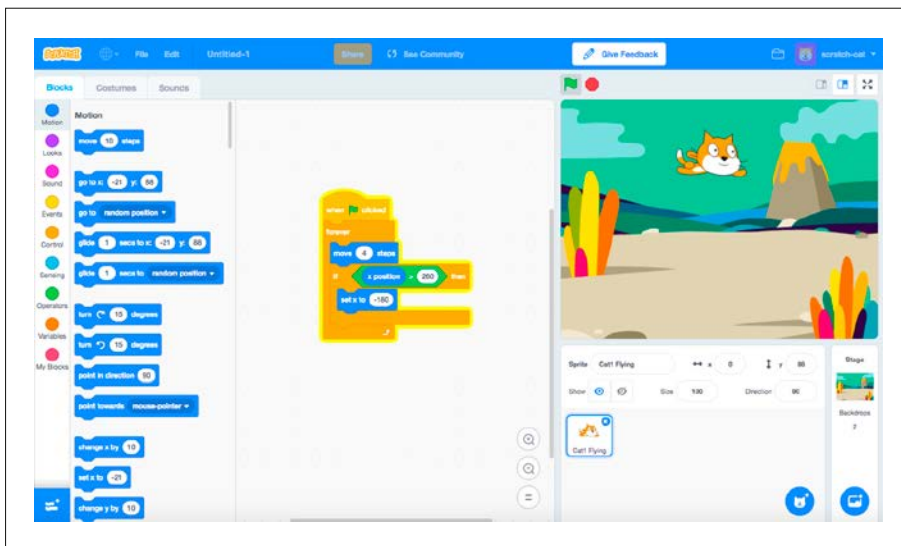 SCRATCH File Edit Untitled-1 Share See Community Give Feedback scratch-cat
Blocks Costumes Sounds
Motion
Looks
Sound
Events
Control
Sensing
Operators
Variables
My Blocks
Motion
move 10 steps
go to x: -21 y: 88
go to random position
glide 1 secs to x: -21 y: 88
glide 1 secs to random position
turn 15 degrees
turn 15 degrees
point in direction 90
point towards mouse-pointer
change x by 10
set x to -21
change y by 10
when clicked
forever
move 4 steps
if x position > 260 then
set x to -180
Sprite Cat1 Flying x 0 y 86
Show Size 100 Direction 90
Cat1 Flying
Stage
Backdrops
2